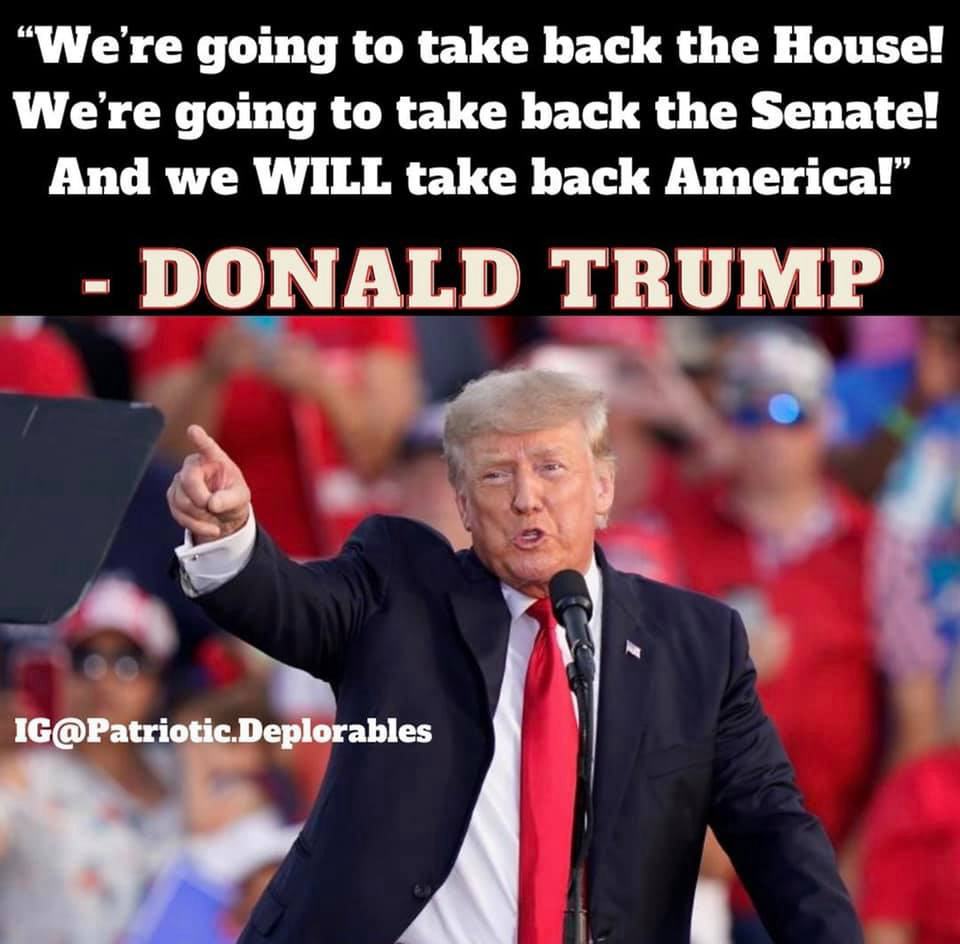 “We’re going to take back the House!
We’re going to take back the Senate!
And we WILL take back America!”
- DONALD TRUMP
IG@Patriotic.Deplorables